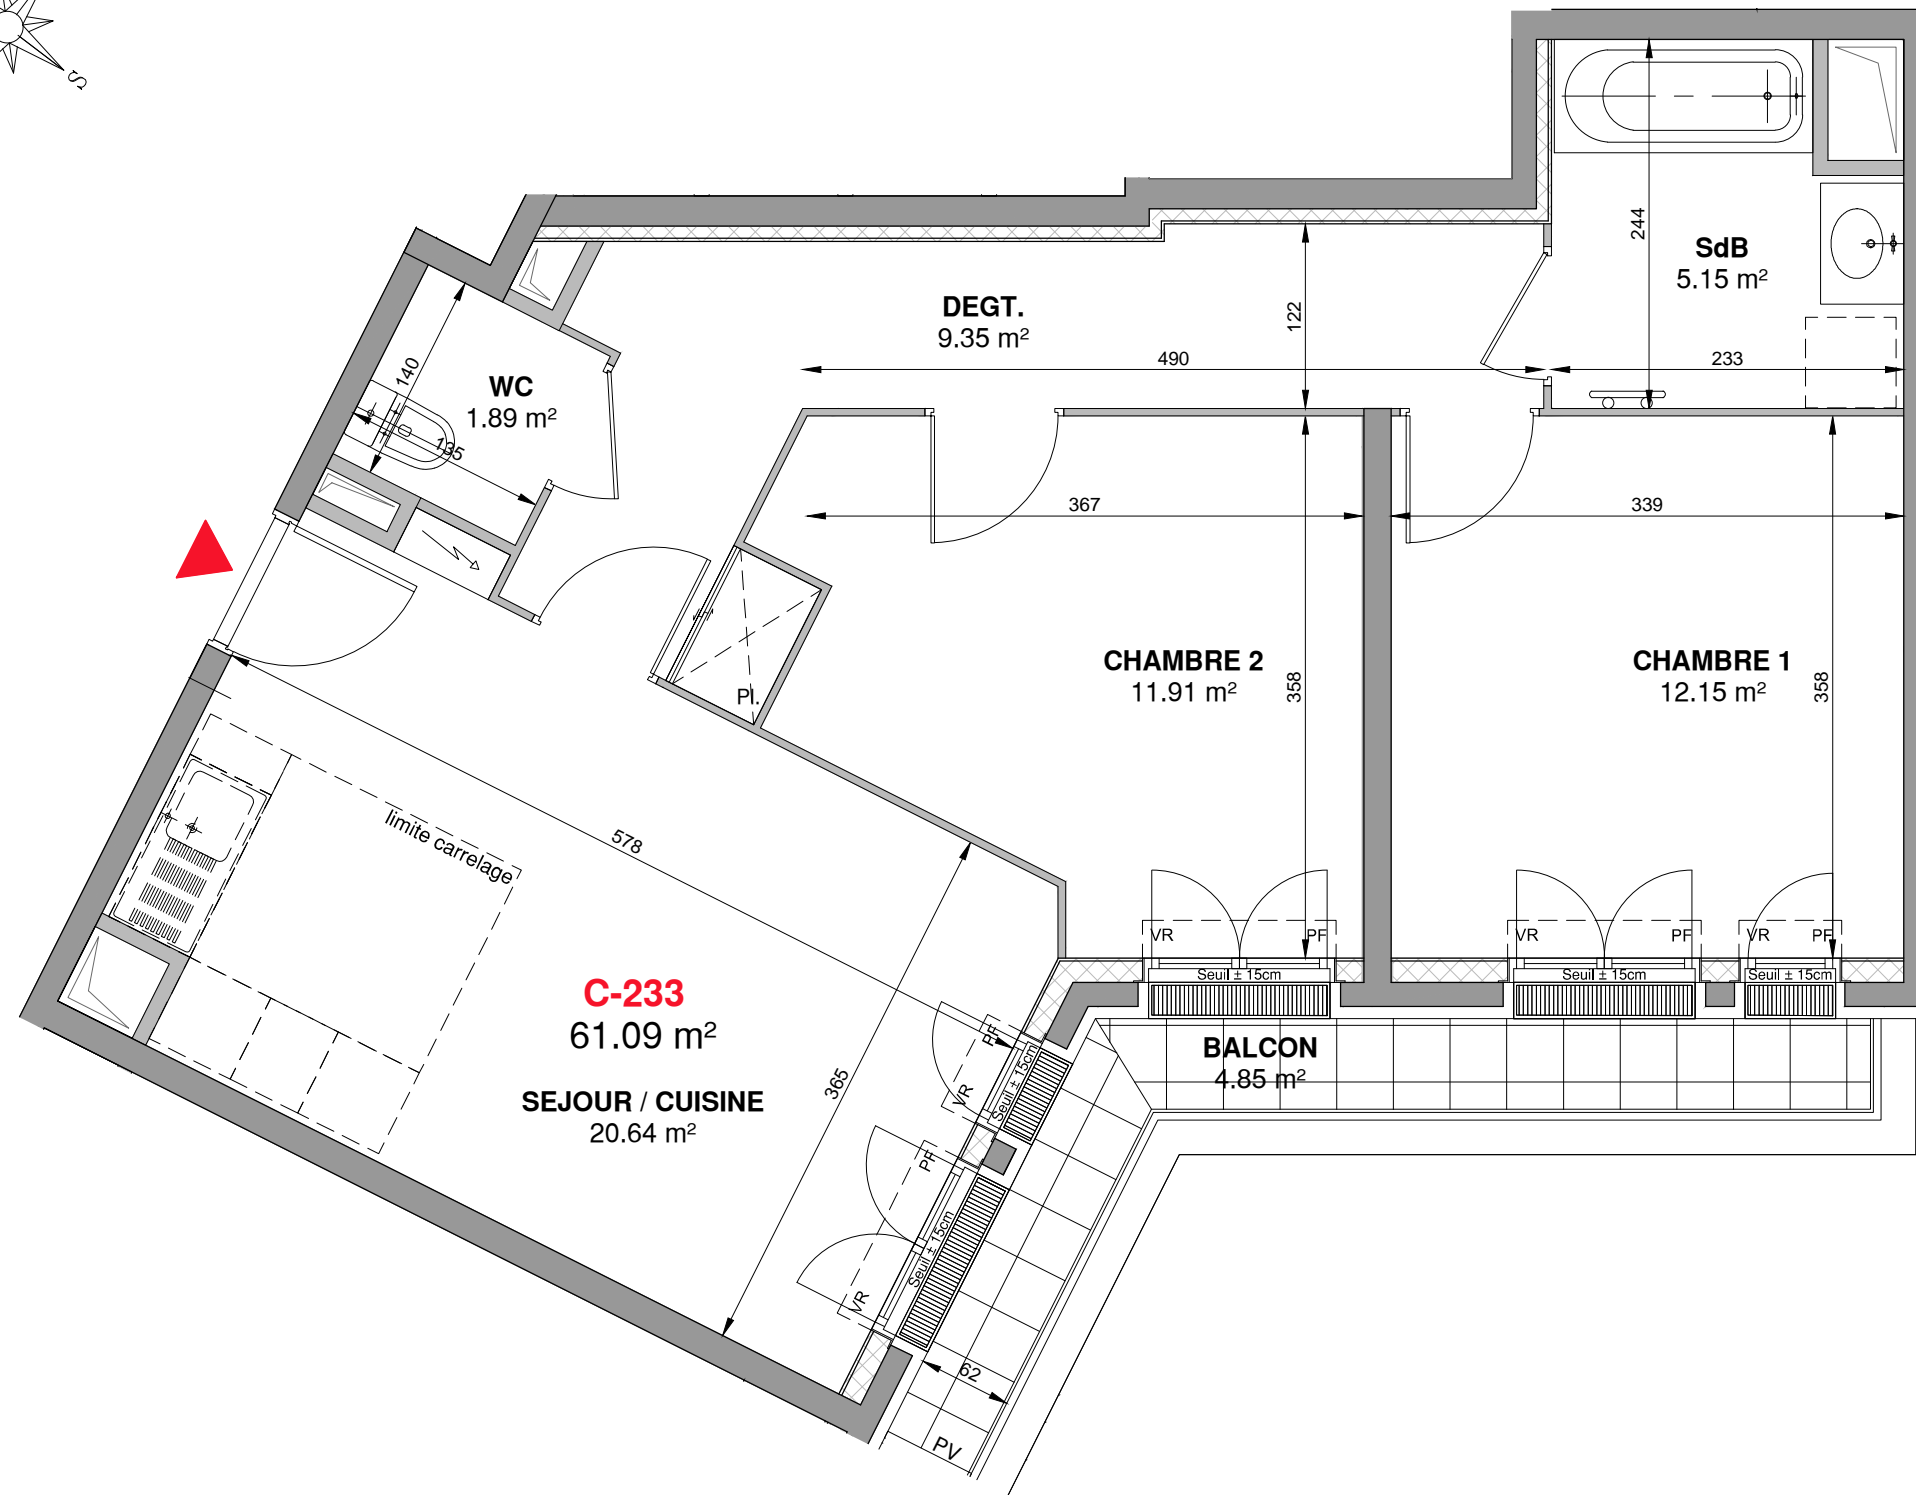 S
SdB
5.15 m²
244
233
DEGT.
9.35 m²
122
490
WC
1.89 m²
140
135
367
339
CHAMBRE 2
11.91 m²
358
CHAMBRE 1
12.15 m²
358
Pl.
578
limite carrelage
VR
PF
VR
PF
VR
PF
Seuil ± 15cm
Seuil ± 15cm
Seuil ± 15cm
C-233
61.09 m²
SEJOUR / CUISINE
20.64 m²
365
PF
VR
Seuil ± 15cm
PF
VR
Seuil ± 15cm
BALCON
4.85 m²
62
PV